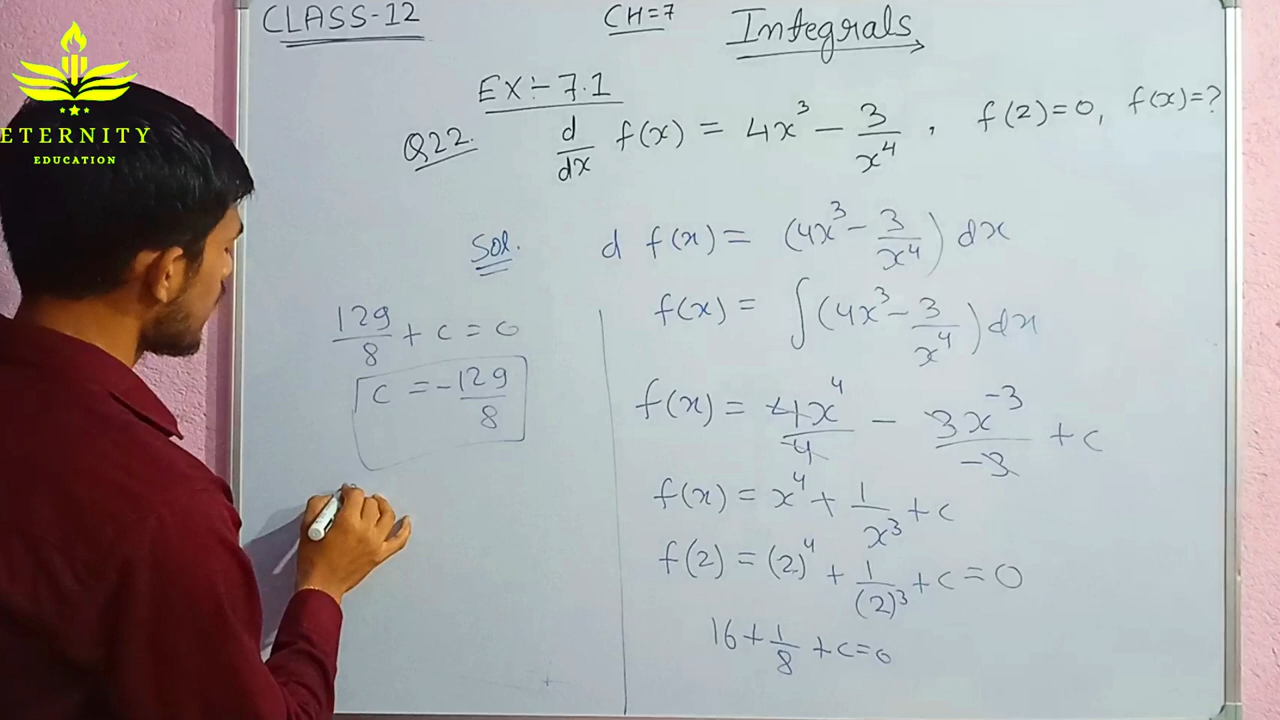 CLASS-12
CH=7
Integrals
ETERNITY
EDUCATION
EX:- 7.1
Q22. d/dx f(x) = 4x³ - 3/x⁴ , f(2)=0, f(x)=?
Sol. d f(x) = (4x³ - 3/x⁴) dx
f(x) = ∫(4x³ - 3/x⁴) dx
f(x) = 4x⁴/4 - 3x⁻³/-3 + c
f(x) = x⁴ + 1/x³ + c
f(2) = (2)⁴ + 1/(2)³ + c = 0
16 + 1/8 + c = 0
129/8 + c = 0
c = -129/8